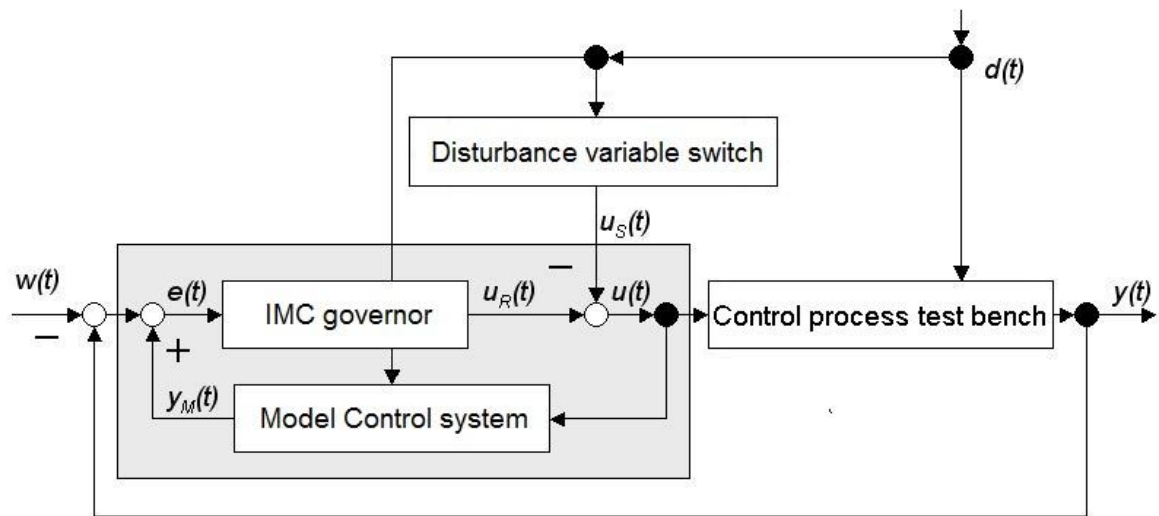 d(t)
Disturbance variable switch
u_S(t)
w(t)
−
e(t)
IMC governor
u_R(t)
−
u(t)
Control process test bench
y(t)
+
y_M(t)
Model Control system